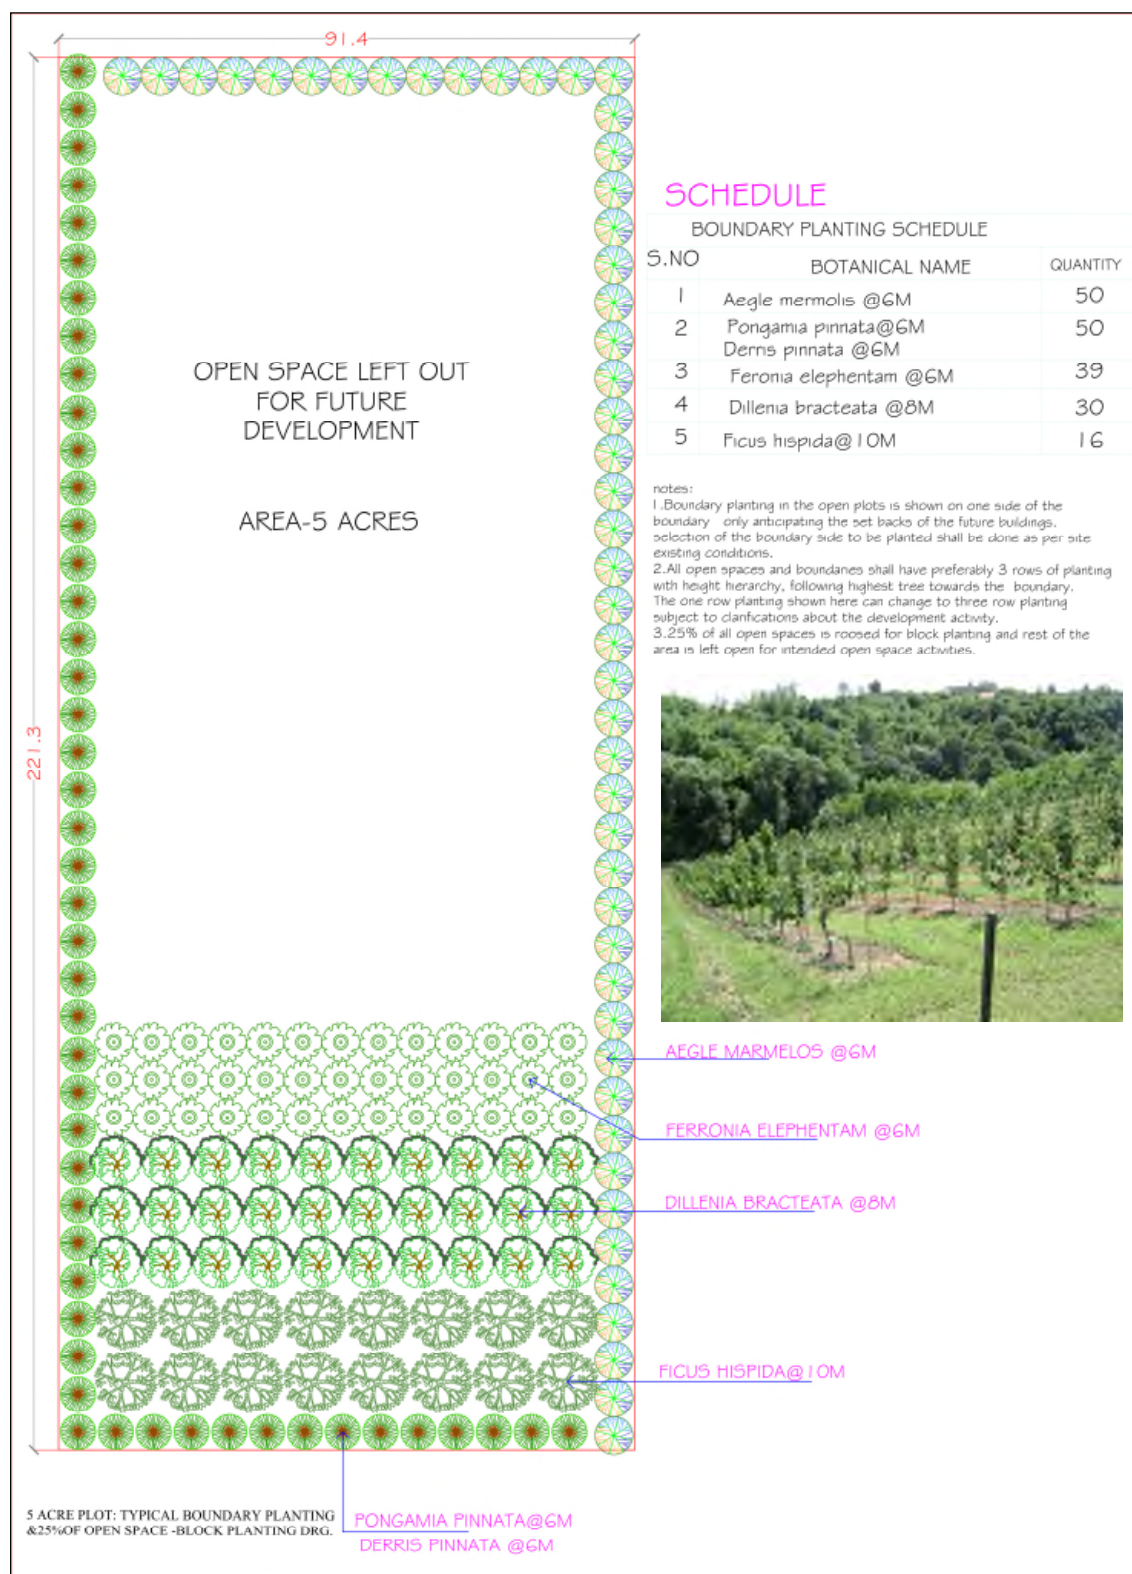 91.4
221.3
OPEN SPACE LEFT OUT
FOR FUTURE
DEVELOPMENT
AREA-5 ACRES
SCHEDULE
BOUNDARY PLANTING SCHEDULE
S.NO BOTANICAL NAME QUANTITY
1 Aegle mermolis @6M 50
2 Pongamia pinnata@6M 50
Derris pinnata @6M
3 Feronia elephentam @6M 39
4 Dillenia bracteata @8M 30
5 Ficus hispida@10M 16
notes:
1.Boundary planting in the open plots is shown on one side of the
boundary only anticipating the set backs of the future buildings.
selection of the boundary side to be planted shall be done as per site
existing conditions.
2.All open spaces and boundaries shall have preferably 3 rows of planting
with height hierarchy, following highest tree towards the boundary.
The one row planting shown here can change to three row planting
subject to clarifications about the development activity.
3.25% of all open spaces is roosed for block planting and rest of the
area is left open for intended open space activities.
AEGLE MARMELOS @6M
FERRONIA ELEPHENTAM @6M
DILLENIA BRACTEATA @8M
FICUS HISPIDA@10M
5 ACRE PLOT: TYPICAL BOUNDARY PLANTING
&25%OF OPEN SPACE -BLOCK PLANTING DRG.
PONGAMIA PINNATA@6M
DERRIS PINNATA @6M